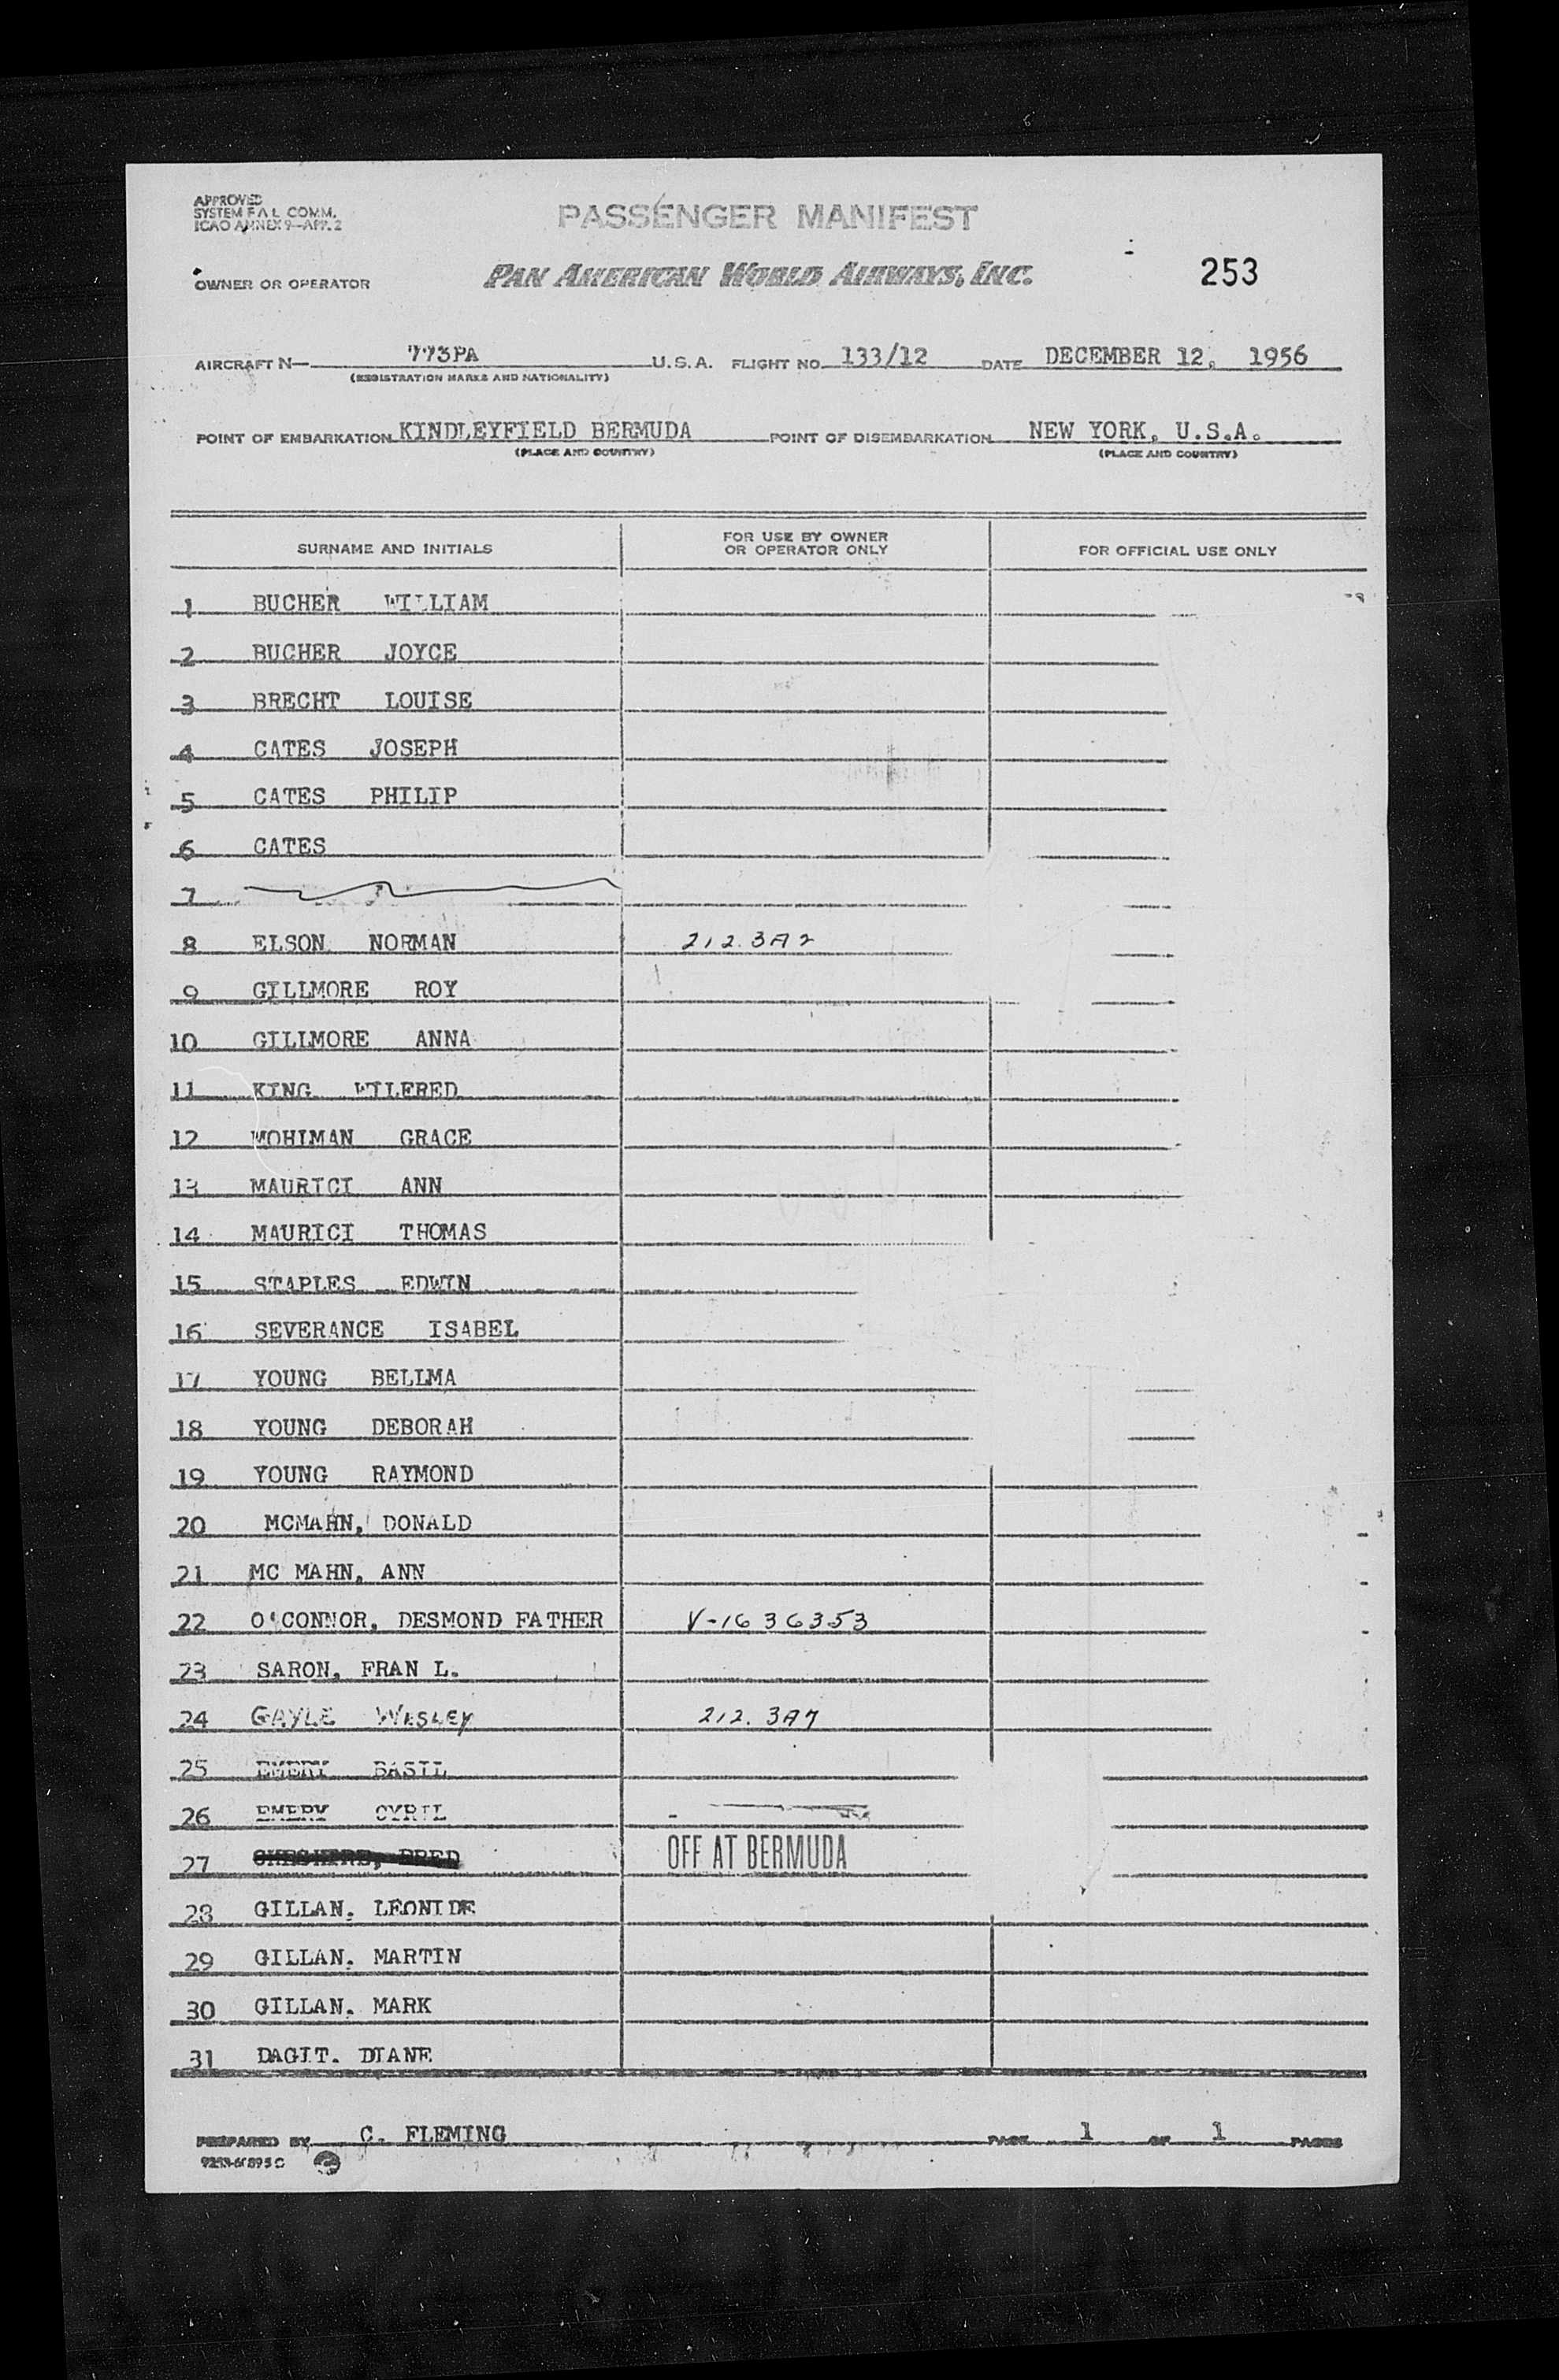 APPROVED
SYSTEM F A L COMM.
ICAO ANNEX 9—APP. 2
PASSENGER MANIFEST
OWNER OR OPERATOR PAN AMERICAN WORLD AIRWAYS, INC. 253
AIRCRAFT N— 773PA U.S.A. FLIGHT NO. 133/12 DATE DECEMBER 12, 1956
(REGISTRATION MARKS AND NATIONALITY)
POINT OF EMBARKATION KINDLEYFIELD BERMUDA POINT OF DISEMBARKATION NEW YORK, U.S.A.
(PLACE AND COUNTRY) (PLACE AND COUNTRY)
SURNAME AND INITIALS FOR USE BY OWNER OR OPERATOR ONLY FOR OFFICIAL USE ONLY
1 BUCHER WILLIAM
2 BUCHER JOYCE
3 BRECHT LOUISE
4 CATES JOSEPH
5 CATES PHILIP
6 CATES
7
8 ELSON NORMAN 212.3A2
9 GILLMORE ROY
10 GILLMORE ANNA
11 KING WILFRED
12 MOHIMAN GRACE
13 MAURICI ANN
14 MAURICI THOMAS
15 STAPLES EDWIN
16 SEVERANCE ISABEL
17 YOUNG BELLMA
18 YOUNG DEBORAH
19 YOUNG RAYMOND
20 MCMAHN, DONALD
21 MC MAHN, ANN
22 O'CONNOR, DESMOND FATHER V-1636353
23 SARON, FRAN L.
24 GAYLE WESLEY 212.3A7
25 EMERY BASIL
26 EMERY CYRIL
27 OFF AT BERMUDA
28 GILLAN. LEONIDE
29 GILLAN. MARTIN
30 GILLAN. MARK
31 DAGIT. DIANE
PREPARED BY C. FLEMING PAGE 1 OF 1 PAGES